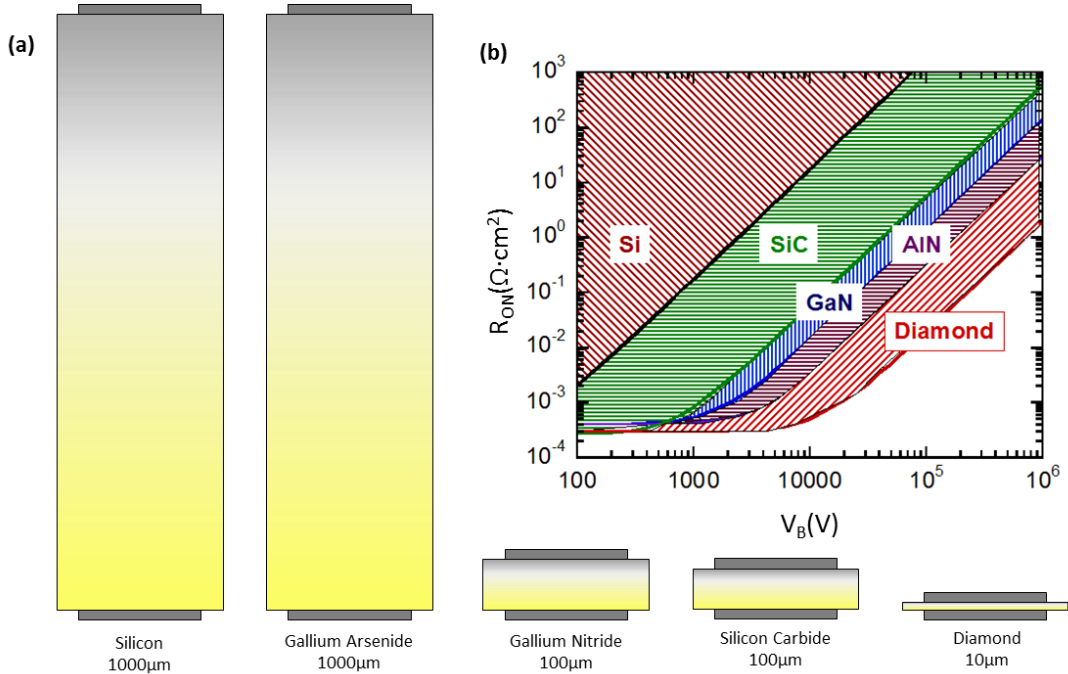 (a)
(b)
10³
10²
10¹
10⁰
10⁻¹
10⁻²
10⁻³
10⁻⁴
R_ON(Ω·cm²)
Si
SiC
AlN
GaN
Diamond
100
1000
10000
10⁵
10⁶
V_B(V)
Silicon
1000µm
Gallium Arsenide
1000µm
Gallium Nitride
100µm
Silicon Carbide
100µm
Diamond
10µm